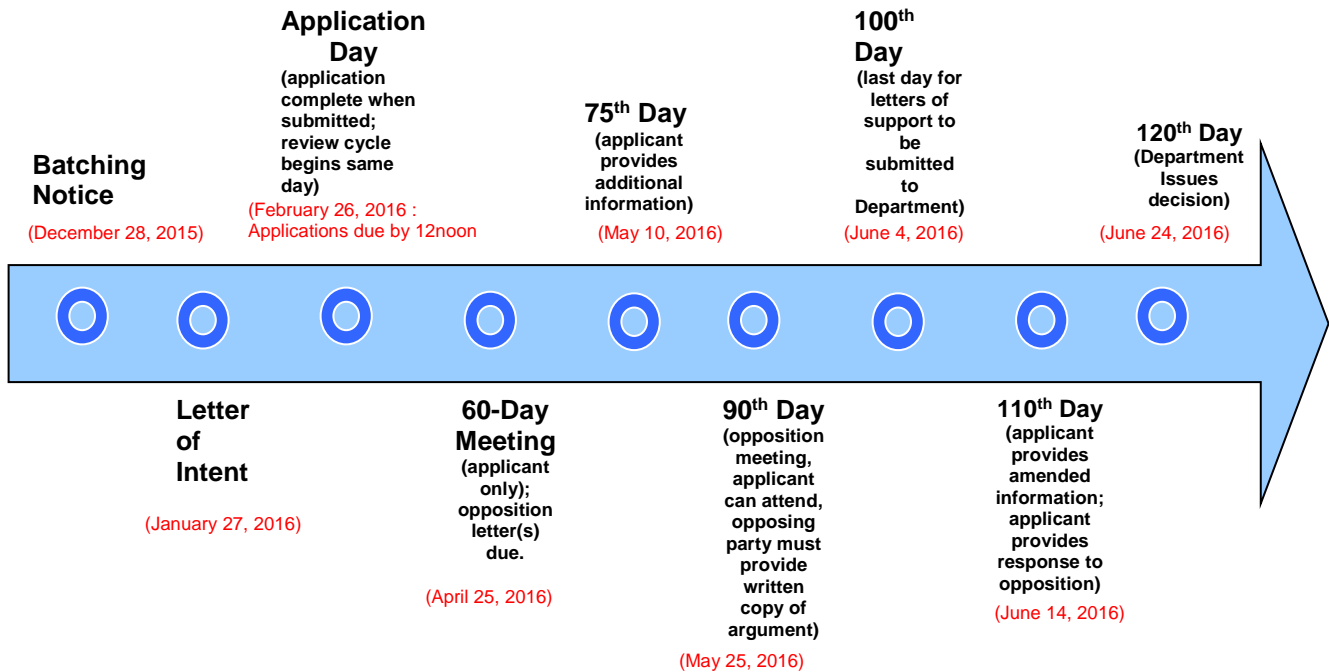 Batching
Notice
(December 28, 2015)
Letter
of
Intent
(January 27, 2016)
Application
Day
(application
complete when
submitted;
review cycle
begins same
day)
(February 26, 2016 :
Applications due by 12noon
60-Day
Meeting
(applicant
only);
opposition
letter(s)
due.
(April 25, 2016)
75th Day
(applicant
provides
additional
information)
(May 10, 2016)
90th Day
(opposition
meeting,
applicant
can attend,
opposing
party must
provide
written
copy of
argument)
(May 25, 2016)
100th
Day
(last day for
letters of
support to
be
submitted
to
Department)
(June 4, 2016)
110th Day
(applicant
provides
amended
information;
applicant
provides
response to
opposition)
(June 14, 2016)
120th Day
(Department
Issues
decision)
(June 24, 2016)